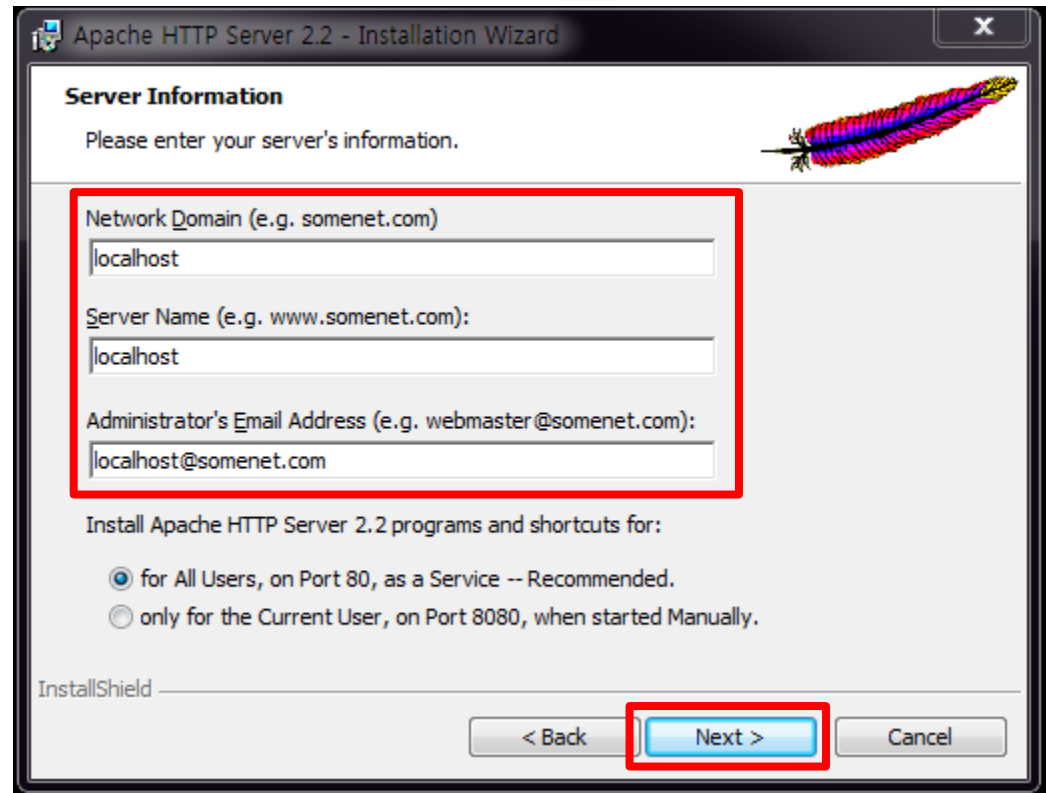 Apache HTTP Server 2.2 - Installation Wizard
x
Server Information
Please enter your server's information.
Network Domain (e.g. somenet.com)
localhost
Server Name (e.g. www.somenet.com):
localhost
Administrator's Email Address (e.g. webmaster@somenet.com):
localhost@somenet.com
Install Apache HTTP Server 2.2 programs and shortcuts for:
for All Users, on Port 80, as a Service -- Recommended.
only for the Current User, on Port 8080, when started Manually.
InstallShield
< Back Next > Cancel